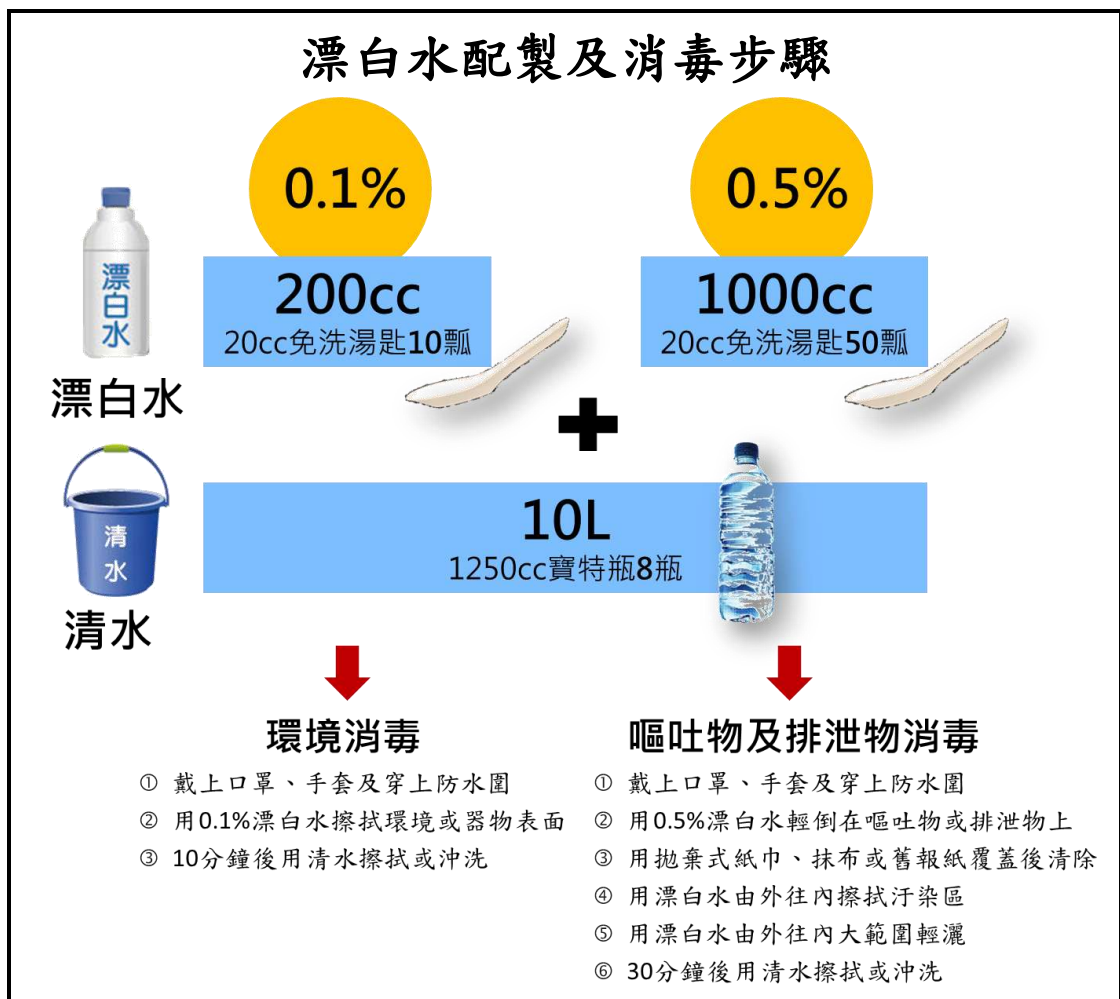 漂白水配製及消毒步驟
0.1%
0.5%
漂白水
200cc
20cc免洗湯匙10瓢
1000cc
20cc免洗湯匙50瓢
漂白水
清水
10L
1250cc寶特瓶8瓶
清水
環境消毒
① 戴上口罩、手套及穿上防水圍
② 用0.1%漂白水擦拭環境或器物表面
③ 10分鐘後用清水擦拭或沖洗
嘔吐物及排泄物消毒
① 戴上口罩、手套及穿上防水圍
② 用0.5%漂白水輕倒在嘔吐物或排泄物上
③ 用拋棄式紙巾、抹布或舊報紙覆蓋後清除
④ 用漂白水由外往內擦拭汙染區
⑤ 用漂白水由外往內大範圍輕灑
⑥ 30分鐘後用清水擦拭或沖洗